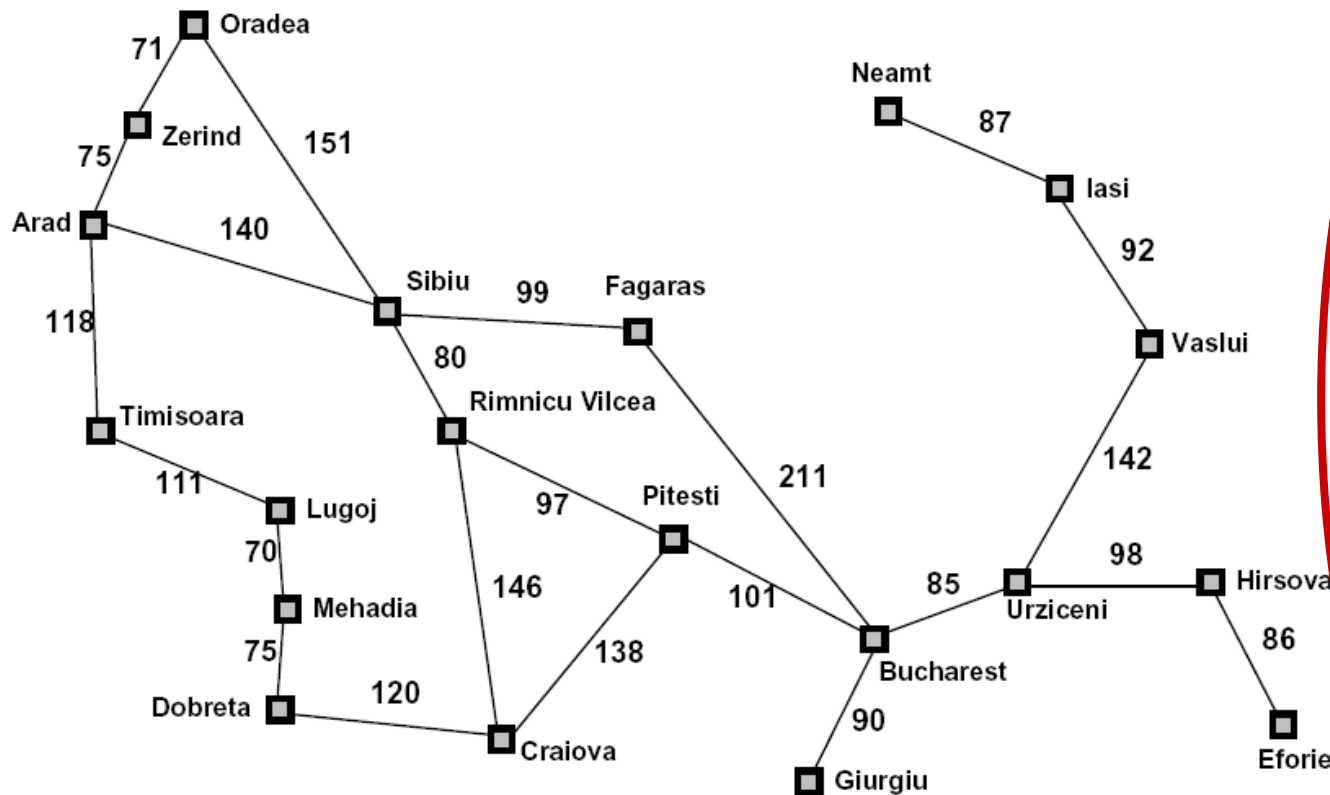 Oradea
71
Neamt
87
Zerind
151
75
Iasi
Arad
140
92
Sibiu
99
Fagaras
118
Vaslui
80
Rimnicu Vilcea
Timisoara
142
211
111
Lugoj
97
Pitesti
70
98
Hirsova
146
101
85
Urziceni
Mehadia
86
75
138
Bucharest
120
Dobreta
90
Craiova
Eforie
Giurgiu